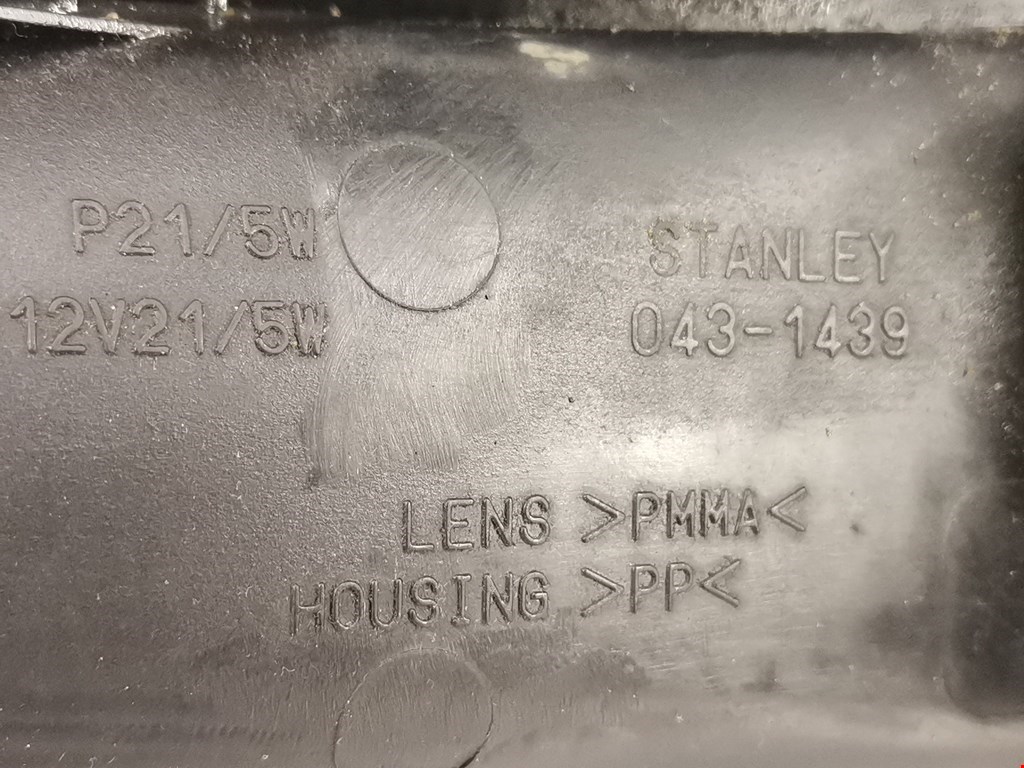 P21/5W
12V21/5W
STANLEY
043-1439
LENS >PMMA<
HOUSING >PP<